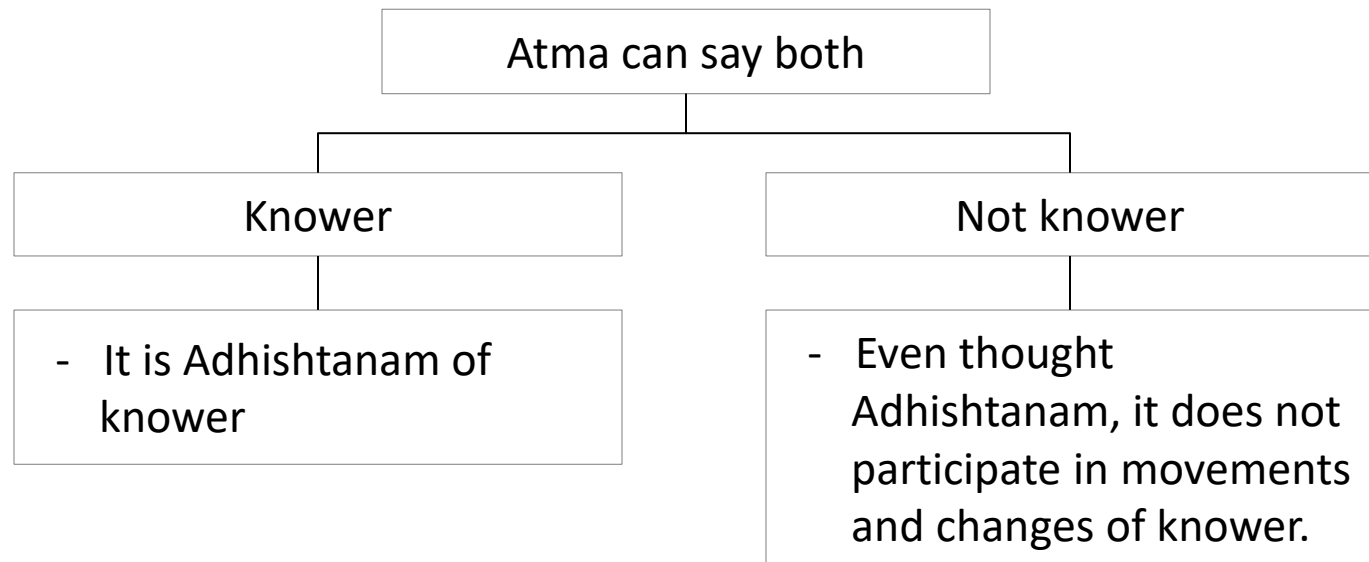 Atma can say both
Knower
Not knower
- It is Adhishtanam of
knower
- Even thought
Adhishtanam, it does not
participate in movements
and changes of knower.